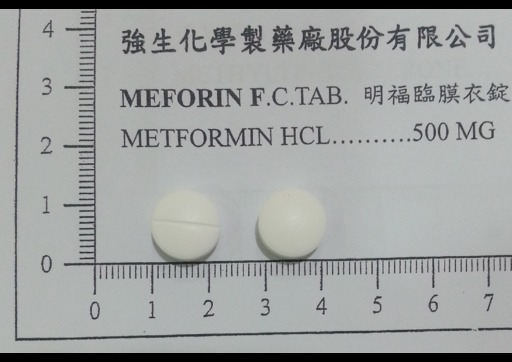 強生化學製藥廠股份有限公司
MEFORIN F.C.TAB. 明福臨膜衣錠
METFORMIN HCL..........500 MG
4
3
2
1
0
0 1 2 3 4 5 6 7